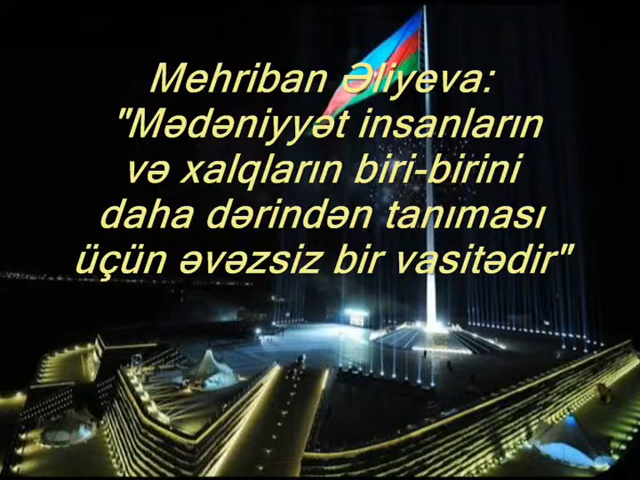 Mehriban Əliyeva:
"Mədəniyyət insanların
və xalqların biri-birini
daha dərindən tanıması
üçün əvəzsiz bir vasitədir"